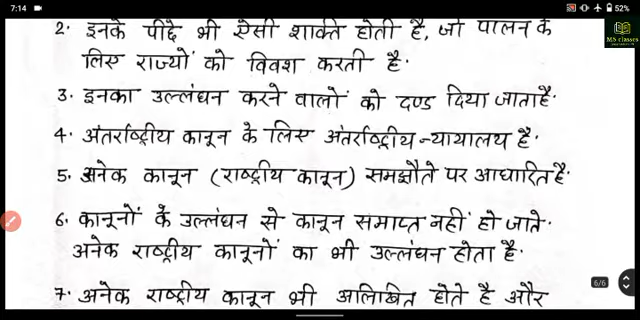 7:14
52%
MS classes
2. इनके पीछे भी ऐसी शक्ति होती है, जो पालन के
लिए राज्यों को विवश करती है.
3. इनका उल्लंघन करने वालों को दण्ड दिया जाता है.
4. अंतर्राष्ट्रीय कानून के लिए अंतर्राष्ट्रीय न्यायालय है.
5. अनेक कानून (राष्ट्रीय कानून) समझौते पर आधारित है.
6. कानूनों के उल्लंघन से कानून समाप्त नहीं हो जाते.
अनेक राष्ट्रीय कानूनों का भी उल्लंघन होता है.
6/6
7. अनेक राष्ट्रीय कानून भी अलिखित होते है और